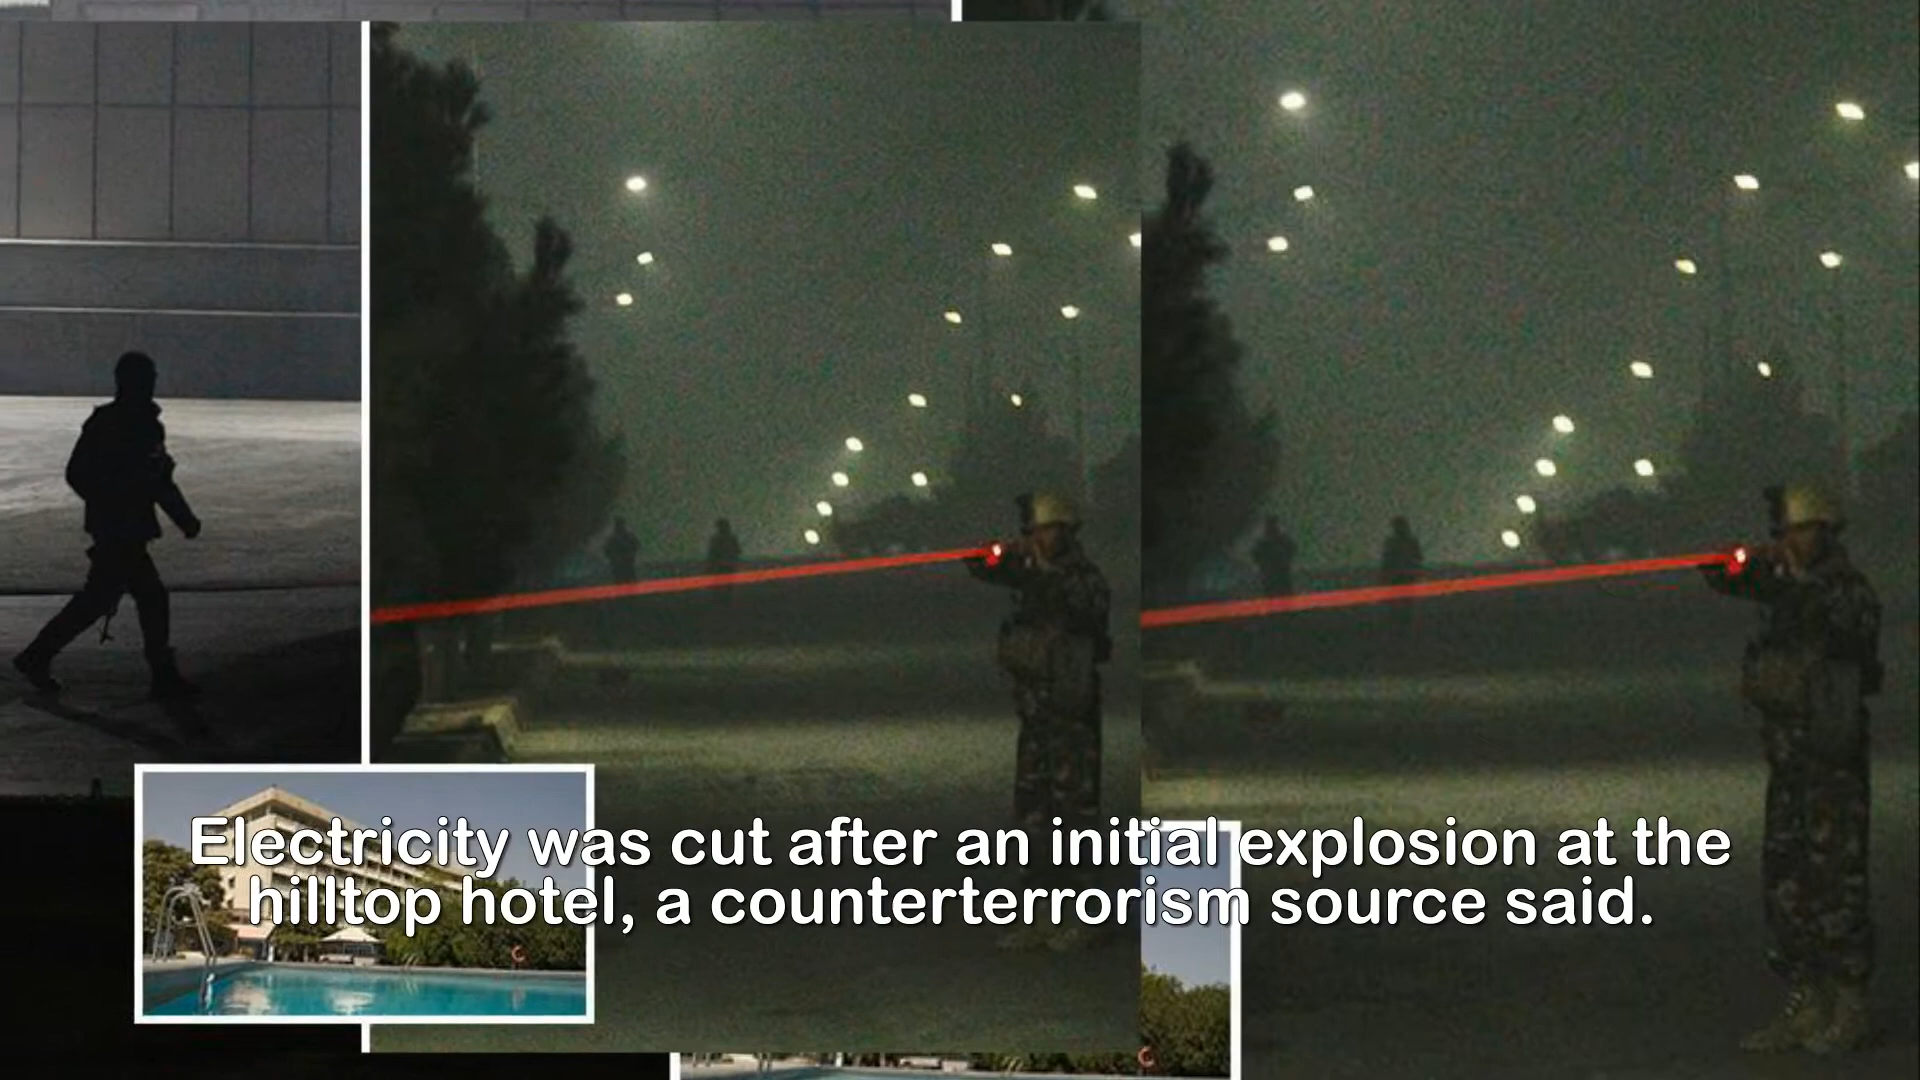 Electricity was cut after an initial explosion at the
hilltop hotel, a counterterrorism source said.